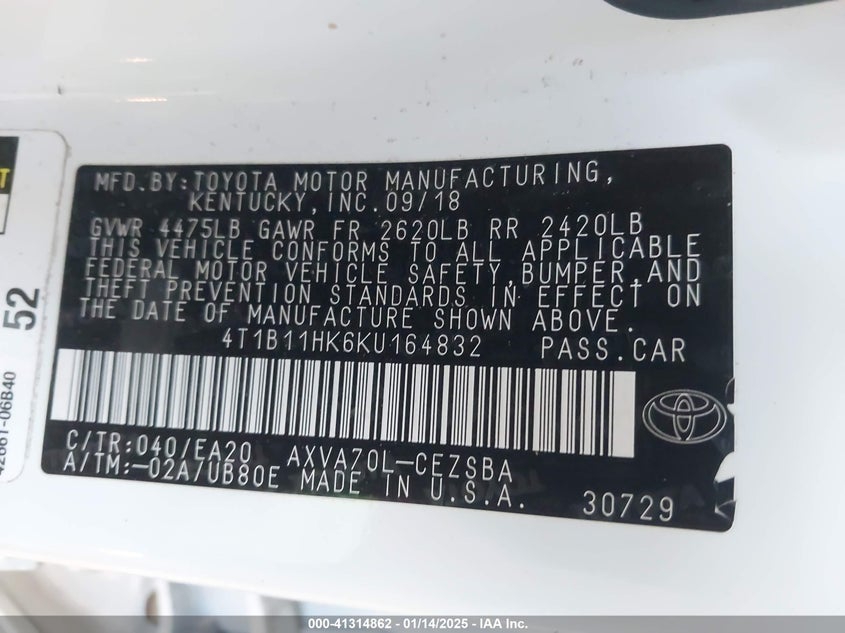 MFD.BY:TOYOTA MOTOR MANUFACTURING,
KENTUCKY,INC.09/18
GVWR 4475LB GAWR FR 2620LB RR 2420LB
THIS VEHICLE CONFORMS TO ALL APPLICABLE
FEDERAL MOTOR VEHICLE SAFETY,BUMPER,AND
THEFT PREVENTION STANDARDS IN EFFECT ON
THE DATE OF MANUFACTURE SHOWN ABOVE.
4T1B11HK6KU164832 PASS.CAR
C/TR:040/EA20 AXVA70L-CEZSBA
A/TM:-02A/UB80E MADE IN U.S.A. 30729
52
42661-06B40
000-41314862 - 01/14/2025 - IAA Inc.